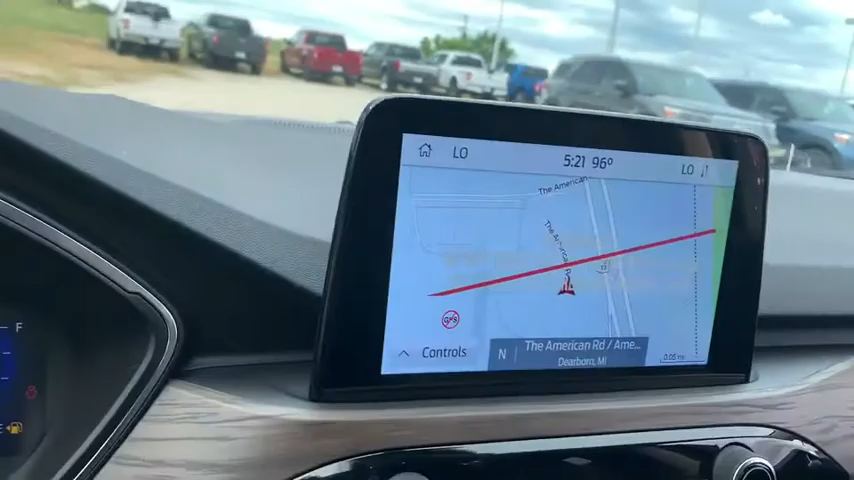 LO
5:21 96°
LO
The American
The American R
GPS
Controls
N
The American Rd / Ame...
Dearborn, MI
0.05 mi
F